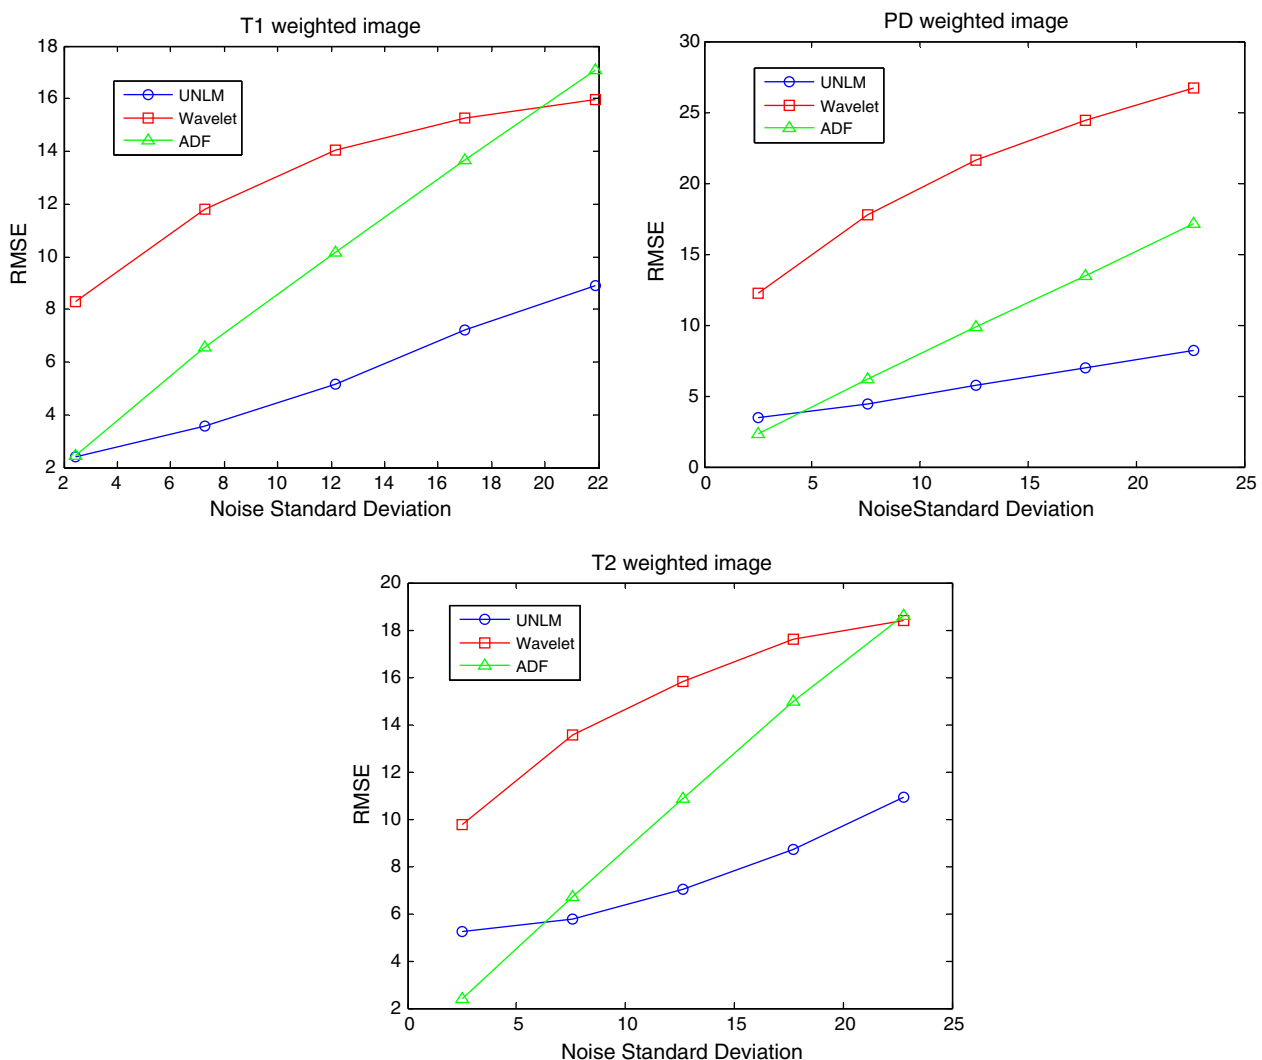 T1 weighted image
18
16
14
12
10
8
6
4
2
RMSE
UNLM
Wavelet
ADF
2 4 6 8 10 12 14 16 18 20 22
Noise Standard Deviation
PD weighted image
30
25
20
15
10
5
0
RMSE
UNLM
Wavelet
ADF
0 5 10 15 20 25
NoiseStandard Deviation
T2 weighted image
20
18
16
14
12
10
8
6
4
2
RMSE
UNLM
Wavelet
ADF
0 5 10 15 20 25
Noise Standard Deviation